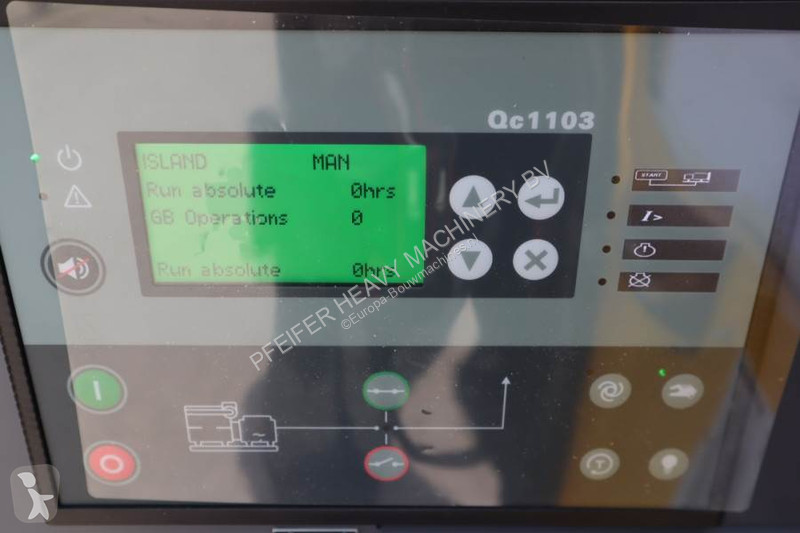 Qc1103
ISLAND MAN
Run absolute 0hrs
GB Operations 0
Run absolute 0hrs
START
I>
PFEIFER HEAVY MACHINERY BV
©Europa-Bouwmachines.nl